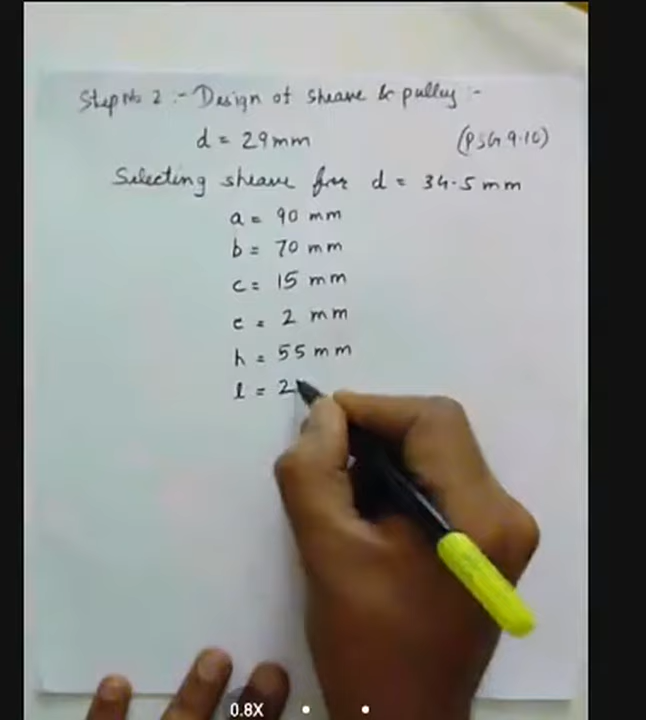 Step No 2 :- Design of sheave & pulley :-
d = 29mm (PSG 9.10)
Selecting sheave for d = 34.5 mm
a = 90 mm
b = 70 mm
c = 15 mm
e = 2 mm
h = 55 mm
l = 2
0.8X